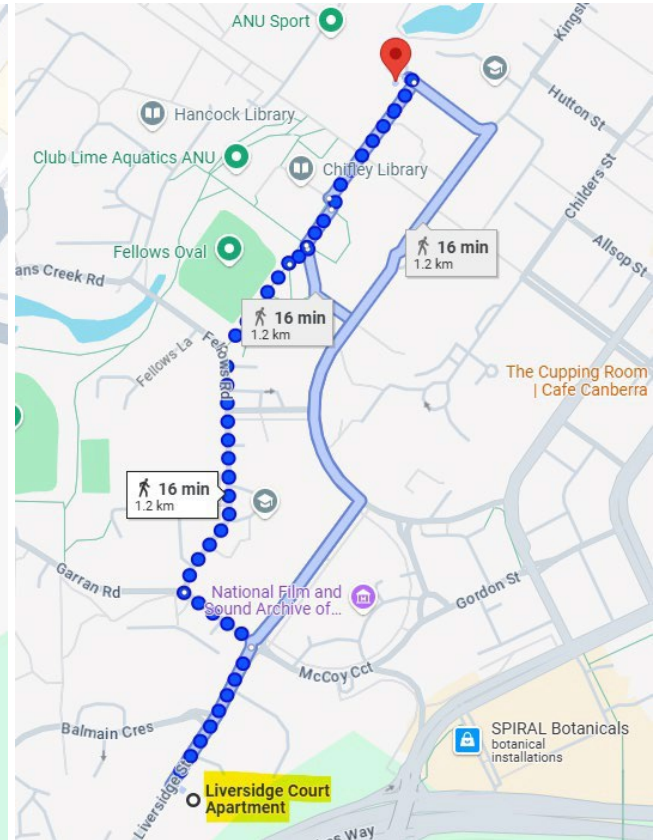 ANU Sport
Kingsl
Hancock Library
Hutton St
Club Lime Aquatics ANU
Chifley Library
Childers St
Fellows Oval
16 min
1.2 km
Allsop St
ans Creek Rd
16 min
1.2 km
Fellows La
Fellows Rd
The Cupping Room
| Cafe Canberra
16 min
1.2 km
Garran Rd
National Film and
Sound Archive of...
Gordon St
McCoy Cct
Balmain Cres
SPIRAL Botanicals
botanical
installations
Liversidge St
Liversidge Court
Apartment
es Way